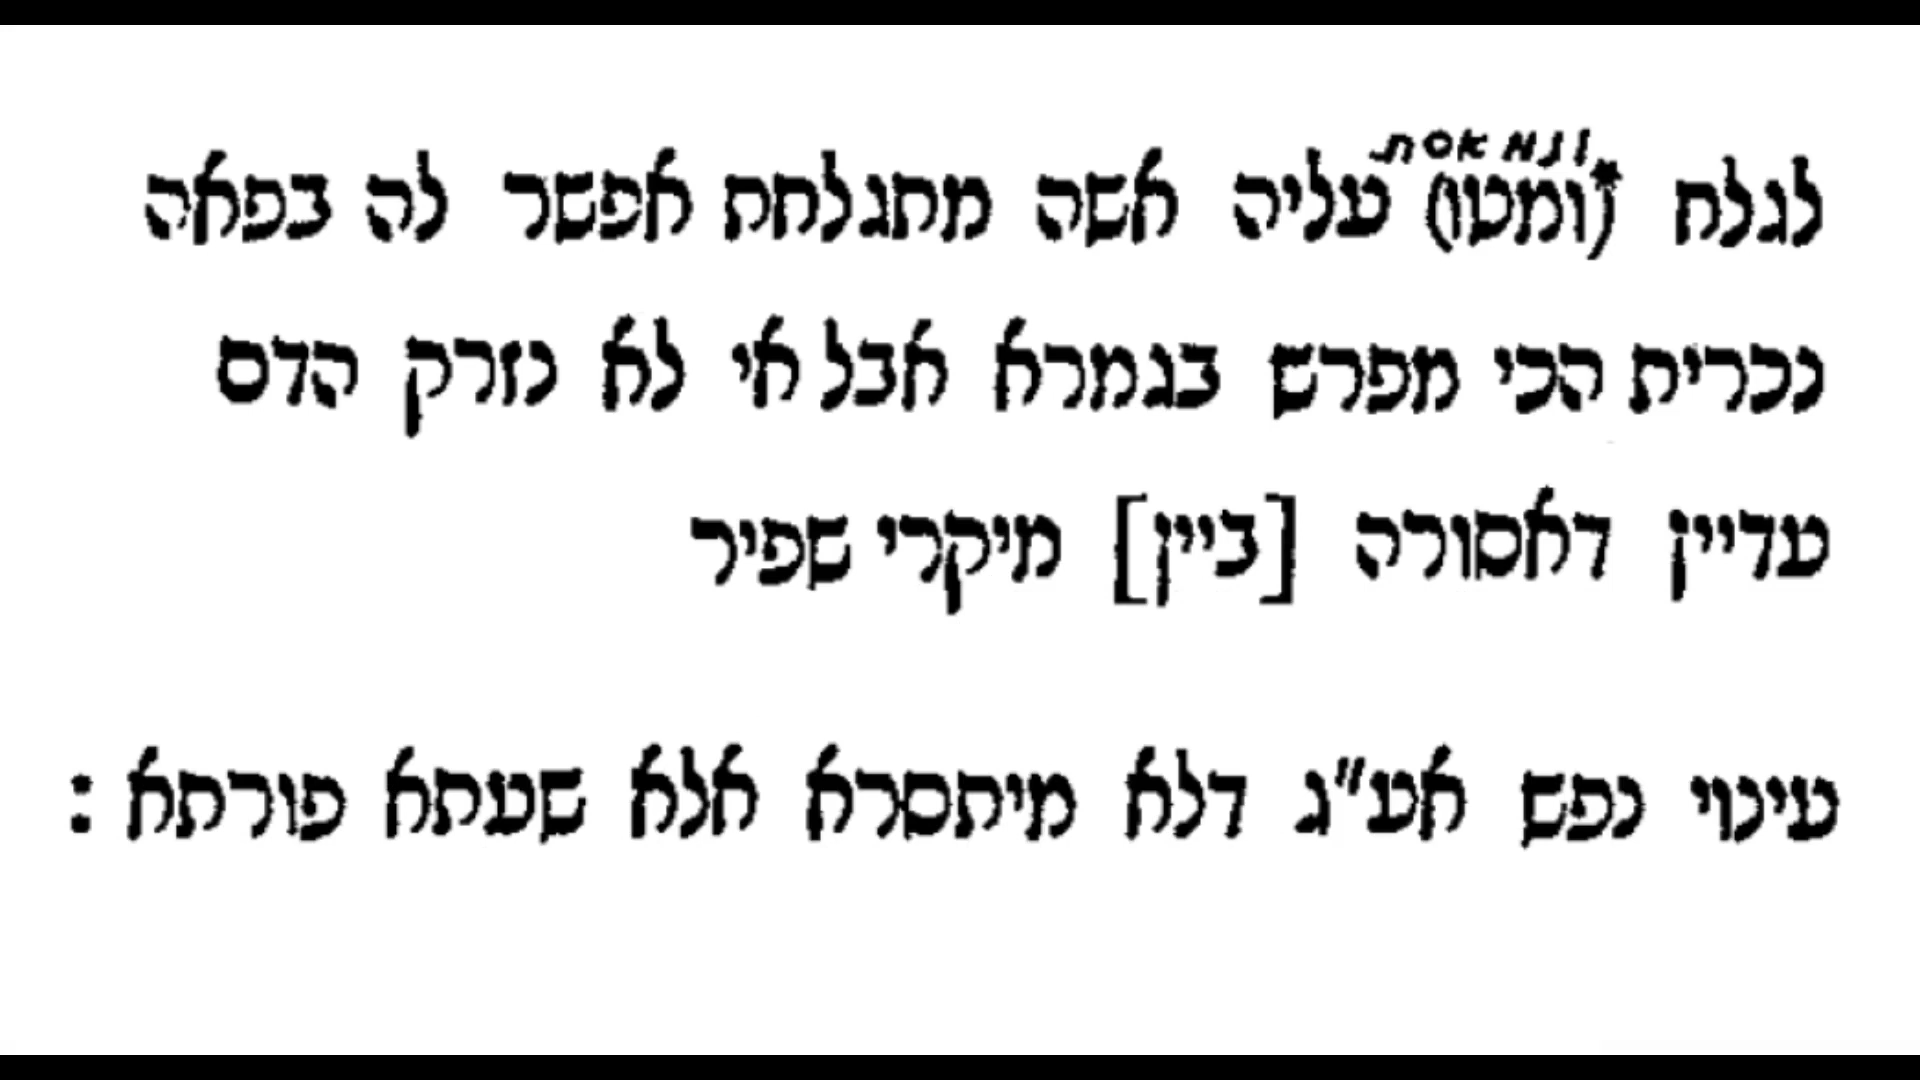 ונמאסת
לגלח *(ומטו) עליה אשה מתגלחת אפשר לה בפאה
נכרית הכי מפרש בגמרא אבל אי לא נזרק הדם
עדיין דאסורה [ביין] מיקרי שפיר
עינוי נפש אע"ג דלא מיתסרא אלא שעתא פורתא :